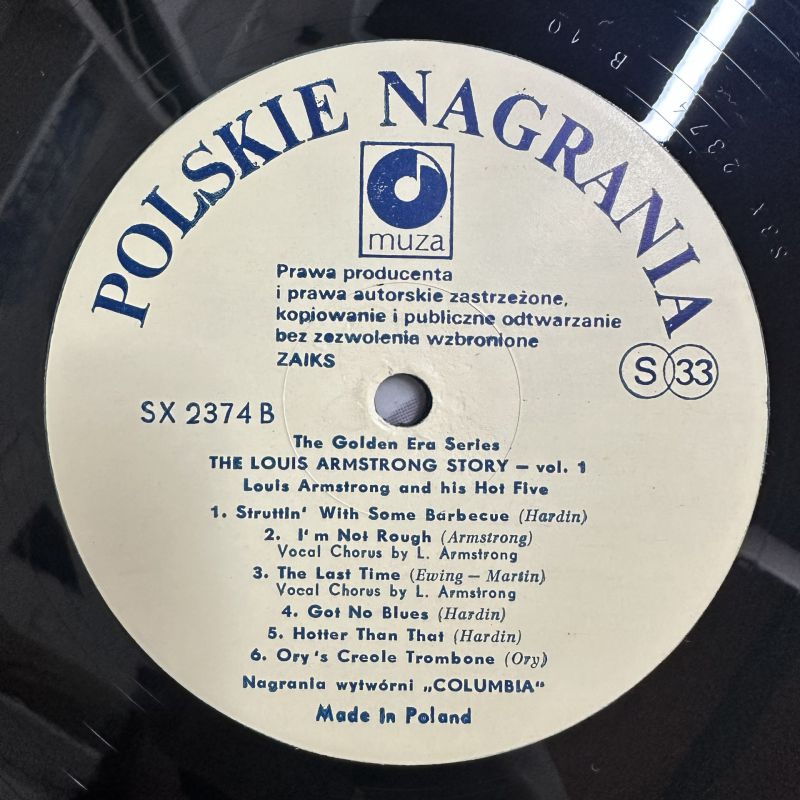 POLSKIE NAGRANIA
muza
Prawa producenta
i prawa autorskie zastrzeżone,
kopiowanie i publiczne odtwarzanie
bez zezwolenia wzbronione
ZAIKS
S 33
SX 2374 B
The Golden Era Series
THE LOUIS ARMSTRONG STORY – vol. 1
Louis Armstrong and his Hot Five
1. Struttin' With Some Barbecue (Hardin)
2. I'm Not Rough (Armstrong)
Vocal Chorus by L. Armstrong
3. The Last Time (Ewing – Martin)
Vocal Chorus by L. Armstrong
4. Got No Blues (Hardin)
5. Hotter Than That (Hardin)
6. Ory's Creole Trombone (Ory)
Nagrania wytwórni „COLUMBIA"
Made In Poland